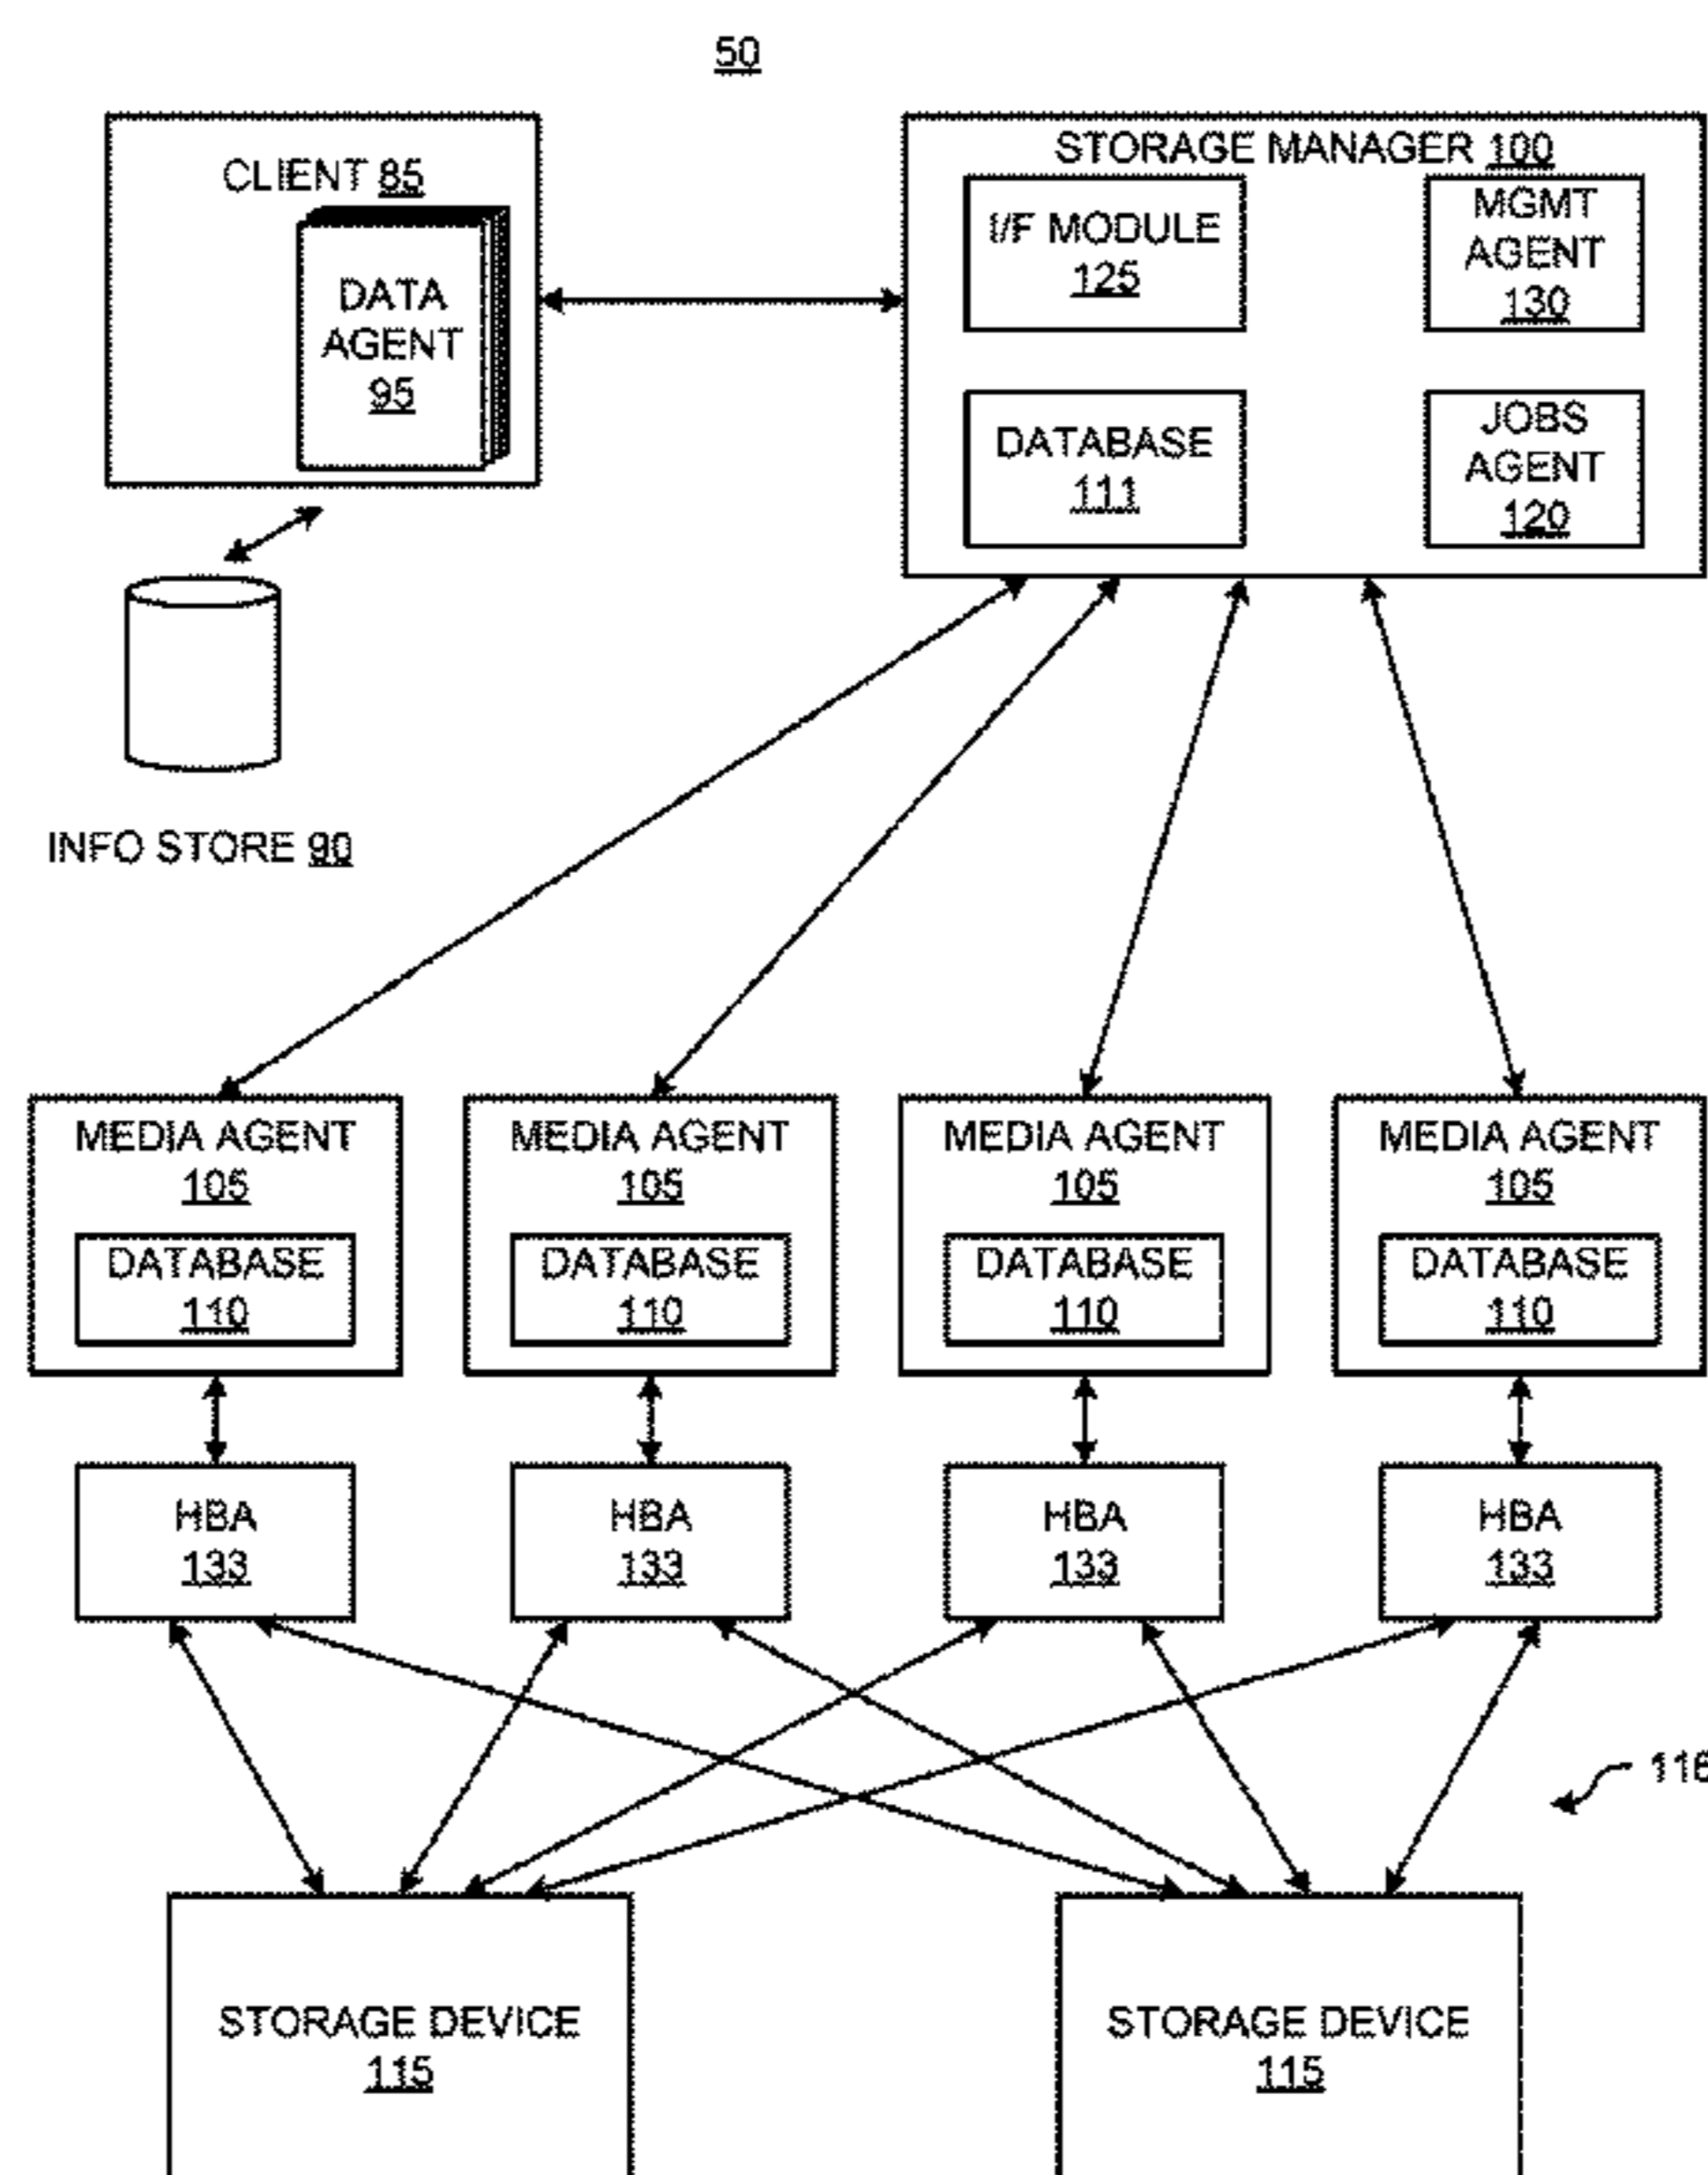 50
CLIENT 85
DATA
AGENT
95
STORAGE MANAGER 100
I/F MODULE
125
MGMT
AGENT
130
DATABASE
111
JOBS
AGENT
120
INFO STORE 90
MEDIA AGENT
105
DATABASE
110
MEDIA AGENT
105
DATABASE
110
MEDIA AGENT
105
DATABASE
110
MEDIA AGENT
105
DATABASE
110
HBA
133
HBA
133
HBA
133
HBA
133
116
STORAGE DEVICE
115
STORAGE DEVICE
115